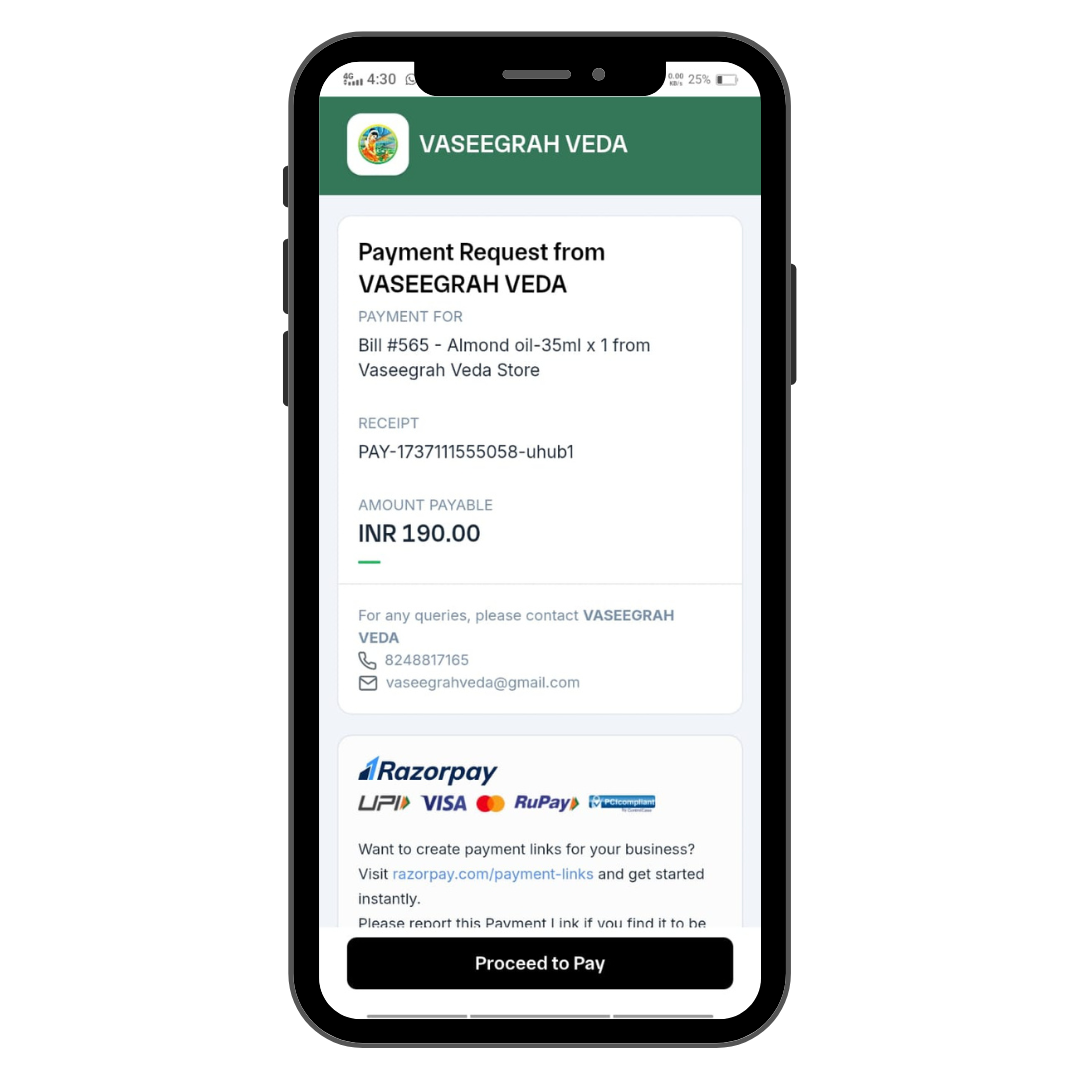 4G 4:30 0.00 KB/s 25%
VASEEGRAH VEDA
Payment Request from
VASEEGRAH VEDA
PAYMENT FOR
Bill #565 - Almond oil-35ml x 1 from
Vaseegrah Veda Store
RECEIPT
PAY-1737111555058-uhub1
AMOUNT PAYABLE
INR 190.00
For any queries, please contact VASEEGRAH
VEDA
8248817165
vaseegrahveda@gmail.com
Razorpay
UPI VISA RuPay PCIcompliant
Want to create payment links for your business?
Visit razorpay.com/payment-links and get started
instantly.
Please report this Payment Link if you find it to be
Proceed to Pay